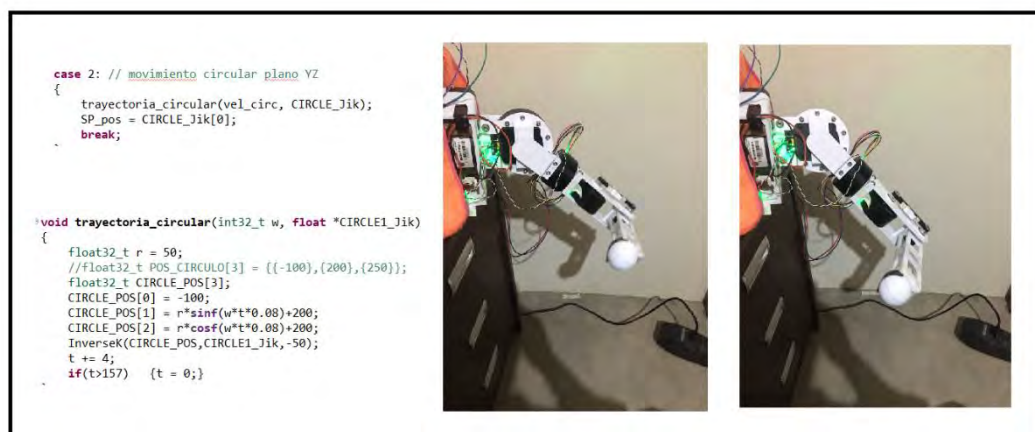 case 2: // movimiento circular plano YZ
{
trayectoria_circular(vel_circ, CIRCLE_Jik);
SP_pos = CIRCLE_Jik[0];
break;
void trayectoria_circular(int32_t w, float *CIRCLE1_Jik)
{
float32_t r = 50;
//float32_t POS_CIRCULO[3] = {{-100},{200},{250}};
float32_t CIRCLE_POS[3];
CIRCLE_POS[0] = -100;
CIRCLE_POS[1] = r*sinf(w*t*0.08)+200;
CIRCLE_POS[2] = r*cosf(w*t*0.08)+200;
InverseK(CIRCLE_POS,CIRCLE1_Jik,-50);
t += 4;
if(t>157) {t = 0;}